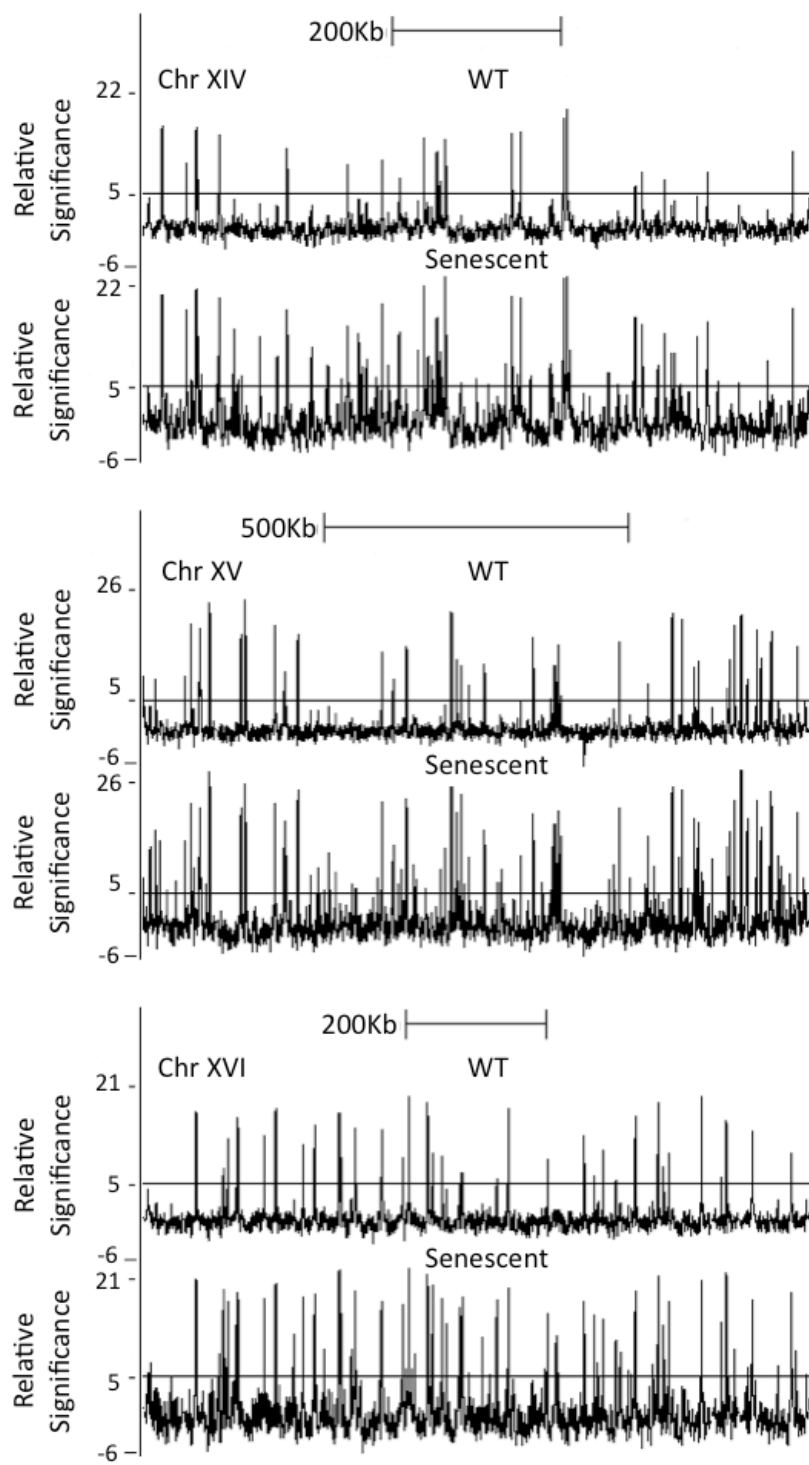 200Kb
Chr XIV WT
22
5
-6
Relative Significance
Senescent
22
5
-6
Relative Significance
500Kb
Chr XV WT
26
5
-6
Relative Significance
Senescent
26
5
-6
Relative Significance
200Kb
Chr XVI WT
21
5
-6
Relative Significance
Senescent
21
5
-6
Relative Significance